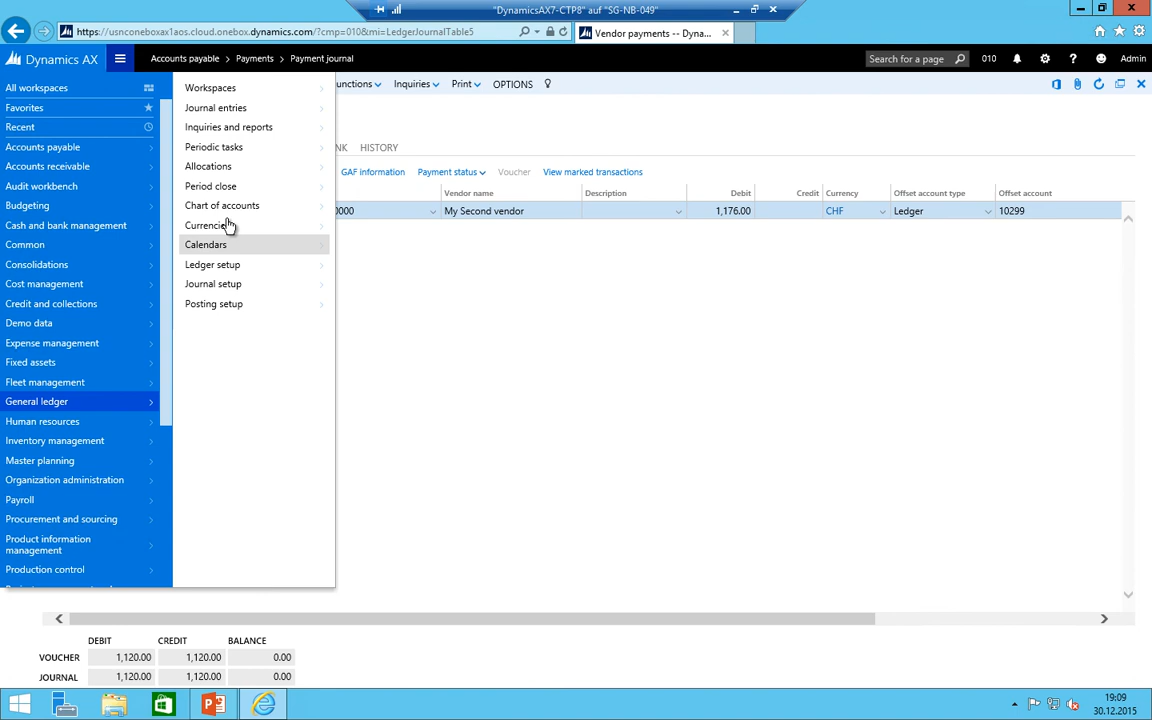 "DynamicsAX7-CTP8" auf "SG-NB-049"
https://usnconeboxax1aos.cloud.onebox.dynamics.com/?cmp=010&mi=LedgerJournalTable5
Vendor payments -- Dyna...
Dynamics AX
Accounts payable > Payments > Payment journal
Search for a page
010
Admin
unctions
Inquiries
Print
OPTIONS
NK
HISTORY
GAF information
Payment status
Voucher
View marked transactions
Vendor name
Description
Debit
Credit
Currency
Offset account type
Offset account
0000
My Second vendor
1,176.00
CHF
Ledger
10299
All workspaces
Favorites
Recent
Accounts payable
Accounts receivable
Audit workbench
Budgeting
Cash and bank management
Common
Consolidations
Cost management
Credit and collections
Demo data
Expense management
Fixed assets
Fleet management
General ledger
Human resources
Inventory management
Master planning
Organization administration
Payroll
Procurement and sourcing
Product information
management
Production control
Workspaces
Journal entries
Inquiries and reports
Periodic tasks
Allocations
Period close
Chart of accounts
Currencie
Calendars
Ledger setup
Journal setup
Posting setup
DEBIT CREDIT BALANCE
VOUCHER 1,120.00 1,120.00 0.00
JOURNAL 1,120.00 1,120.00 0.00
19:09
30.12.2015